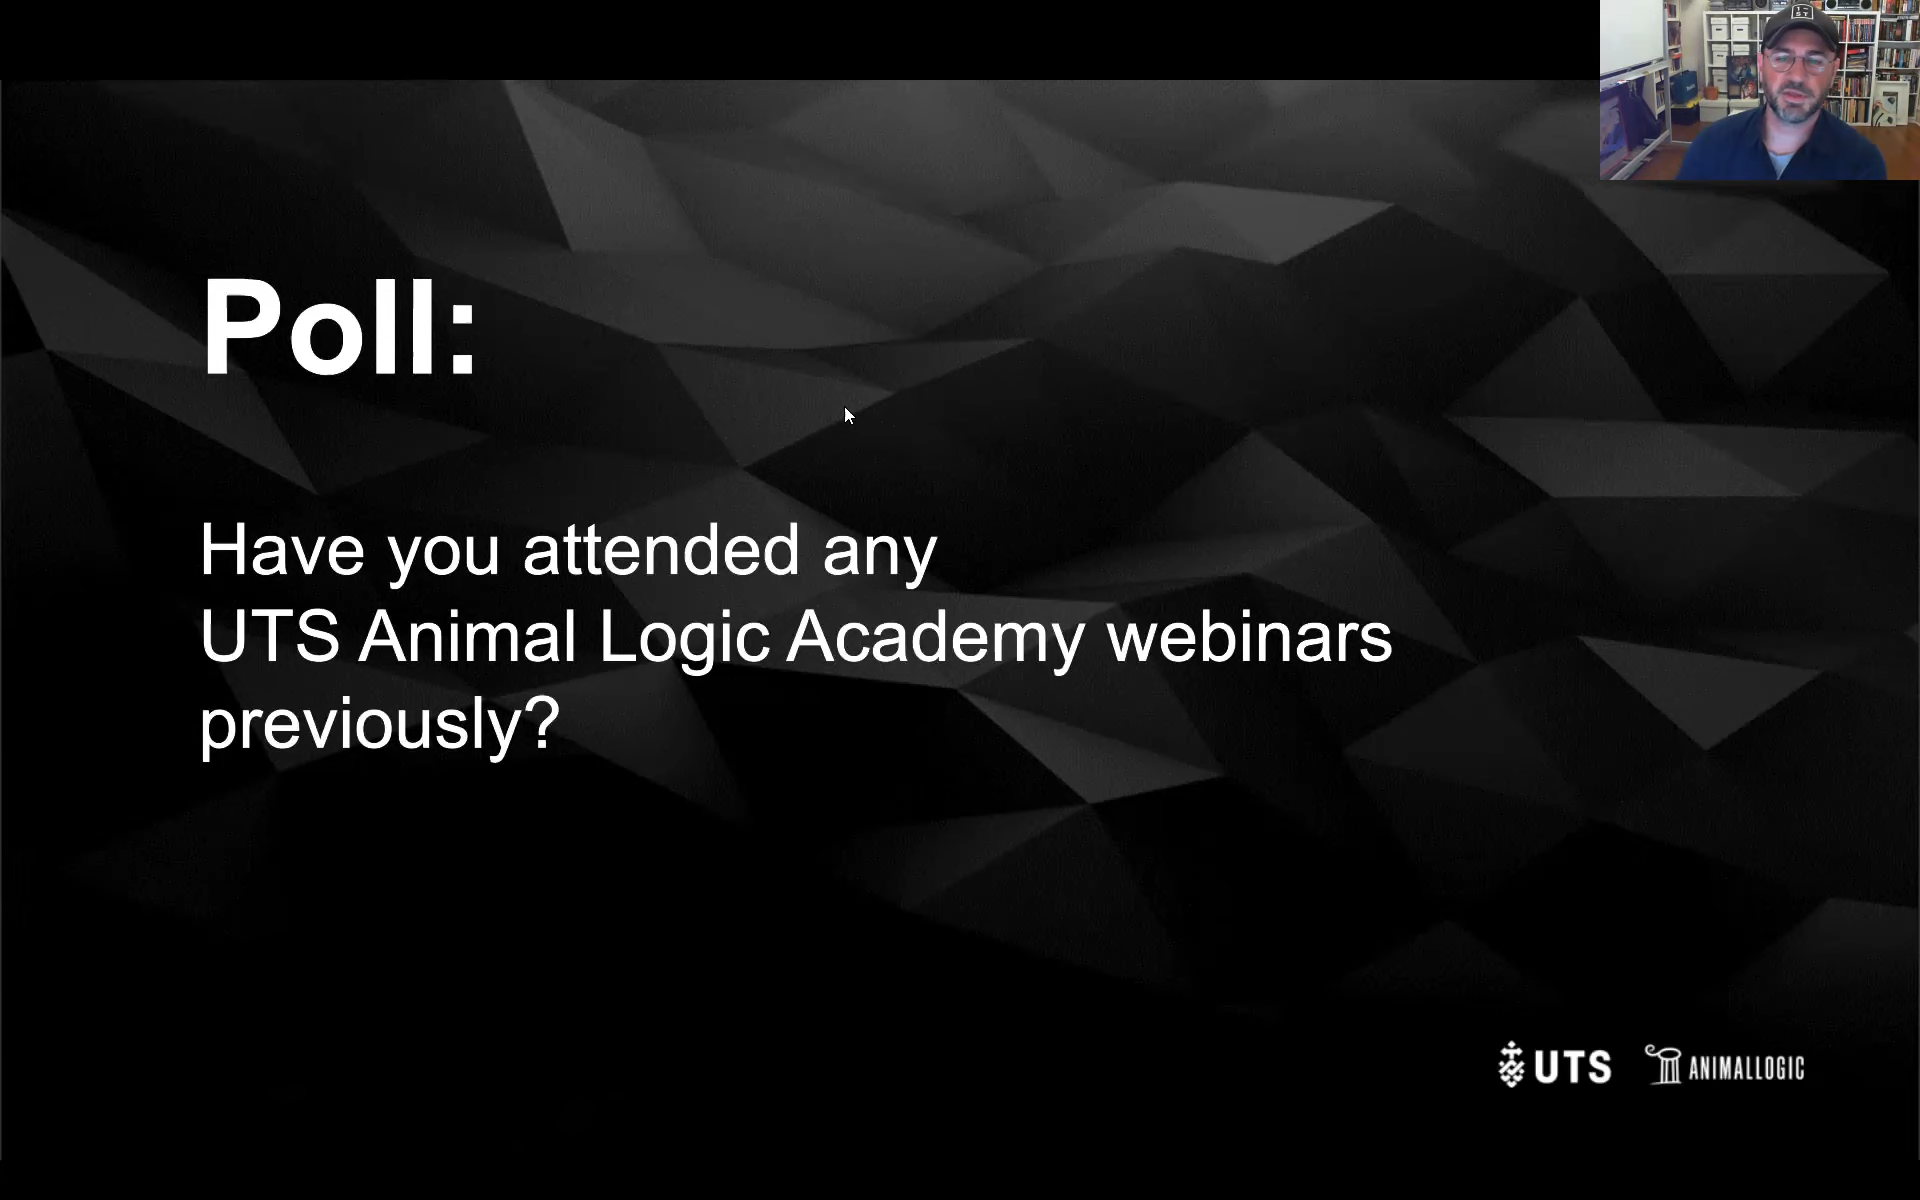 Poll:
Have you attended any
UTS Animal Logic Academy webinars
previously?
UTS
ANIMALLOGIC